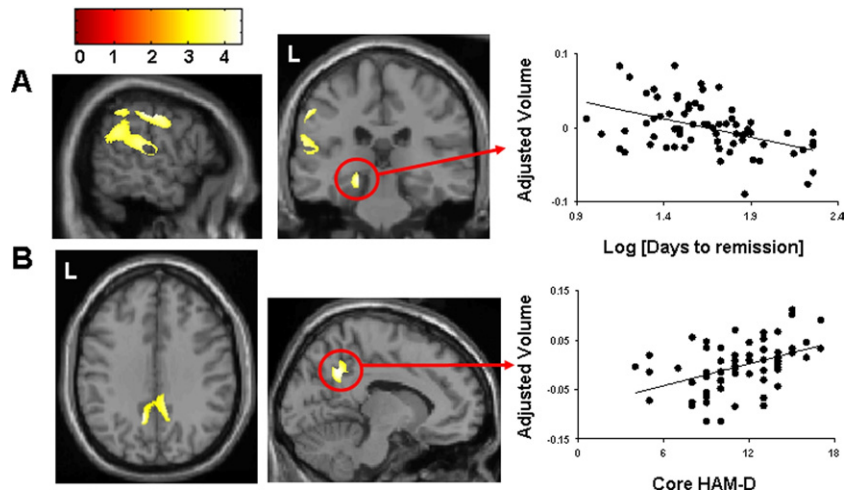 0 1 2 3 4
A
L
Adjusted Volume
0.1
0
-0.1
0.9 1.4 1.9 2.4
Log [Days to remission]
B
L
Adjusted Volume
0.15
0.05
-0.05
-0.15
0 6 12 18
Core HAM-D